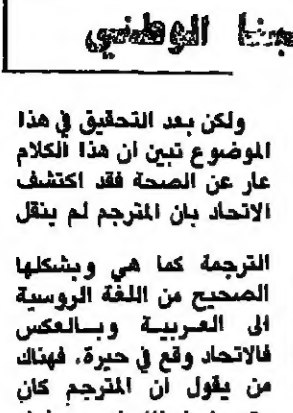 الوطني
ولكن بعد التحقيق في هذا
الموضوع تبين ان هذا الكلام
عار عن الصحة فقد اكتشف
الاتحاد بان المترجم لم ينقل
الترجمة كما هي وبشكلها
الصحيح من اللغة الروسية
الى العربية وبالعكس
فالاتحاد وقع في حيرة، فهناك
من يقول ان المترجم كان